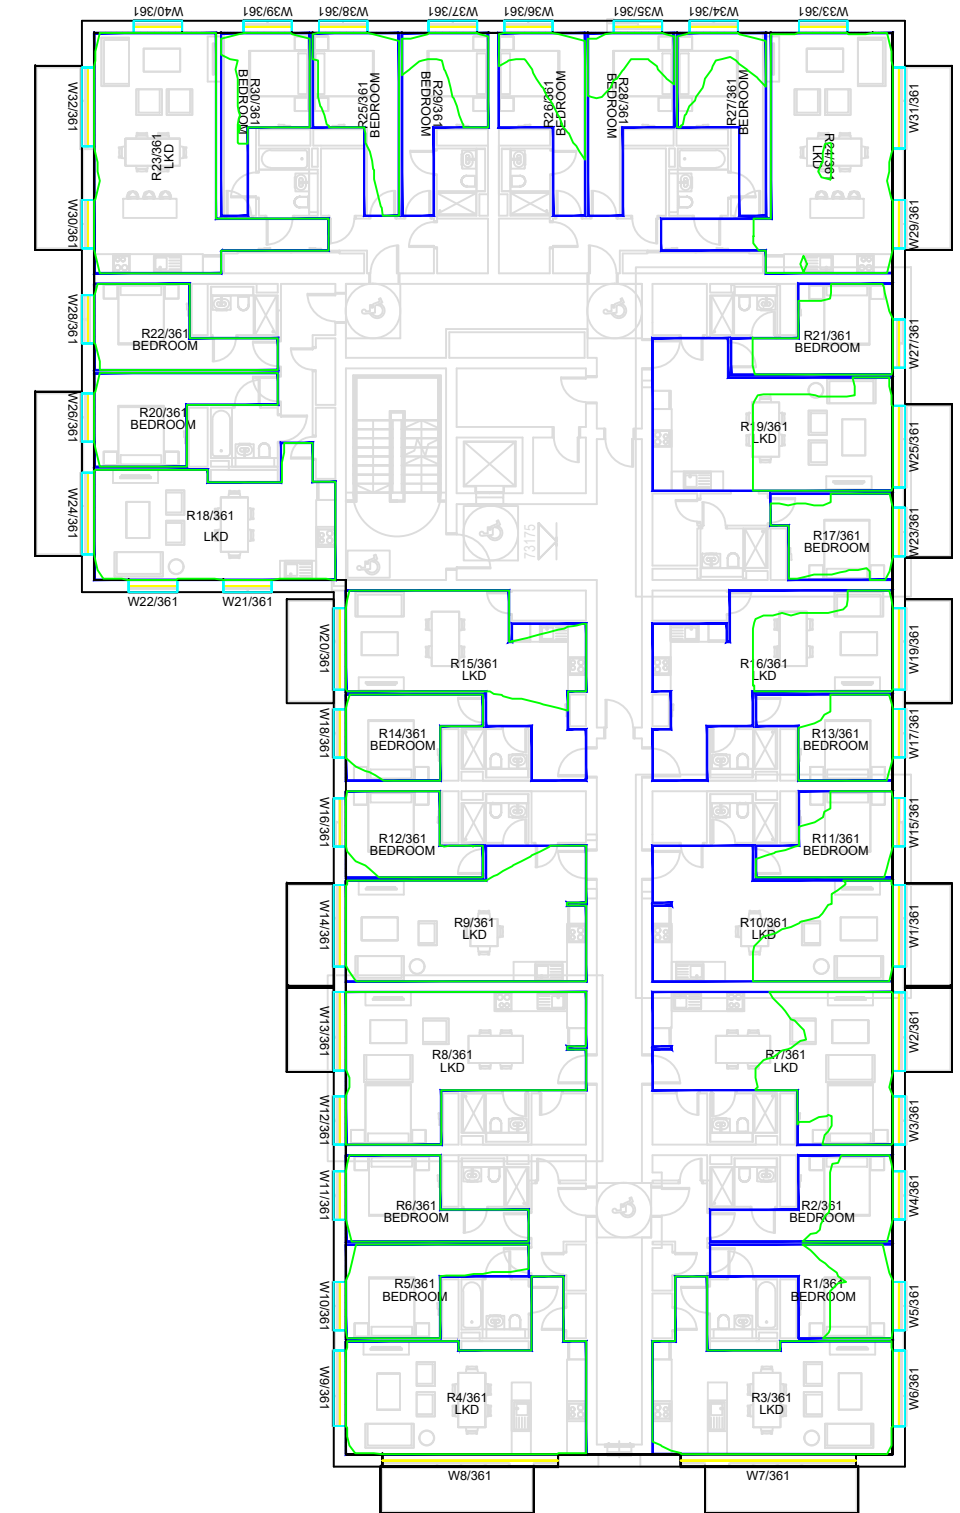 W40/361
W39/361
W38/361
W37/361
W36/361
W35/361
W34/361
W33/361
W32/361
W31/361
R23/361
LKD
R30/361
BEDROOM
R25/361
BEDROOM
R29/361
BEDROOM
R26/361
BEDROOM
R28/361
BEDROOM
R27/361
BEDROOM
R24/361
LKD
W30/361
W29/361
W28/361
R22/361
BEDROOM
R21/361
BEDROOM
W27/361
W26/361
R20/361
BEDROOM
R19/361
LKD
W25/361
W24/361
R18/361
LKD
73175
R17/361
BEDROOM
W23/361
W22/361
W21/361
W20/361
R15/361
LKD
R16/361
LKD
W19/361
W18/361
R14/361
BEDROOM
R13/361
BEDROOM
W17/361
W16/361
R12/361
BEDROOM
R11/361
BEDROOM
W15/361
W14/361
R9/361
LKD
R10/361
LKD
W1/361
W13/361
R8/361
LKD
R7/361
LKD
W2/361
W12/361
W3/361
W11/361
R6/361
BEDROOM
R2/361
BEDROOM
W4/361
W10/361
R5/361
BEDROOM
R1/361
BEDROOM
W5/361
W9/361
R4/361
LKD
R3/361
LKD
W6/361
W8/361
W7/361